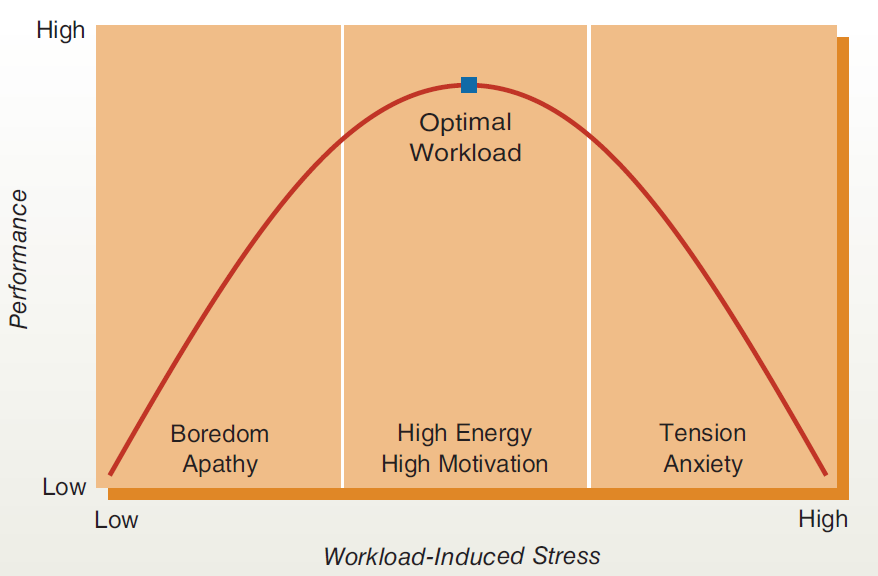 High
Optimal
Workload
Performance
Boredom
Apathy
High Energy
High Motivation
Tension
Anxiety
Low
Low
High
Workload-Induced Stress